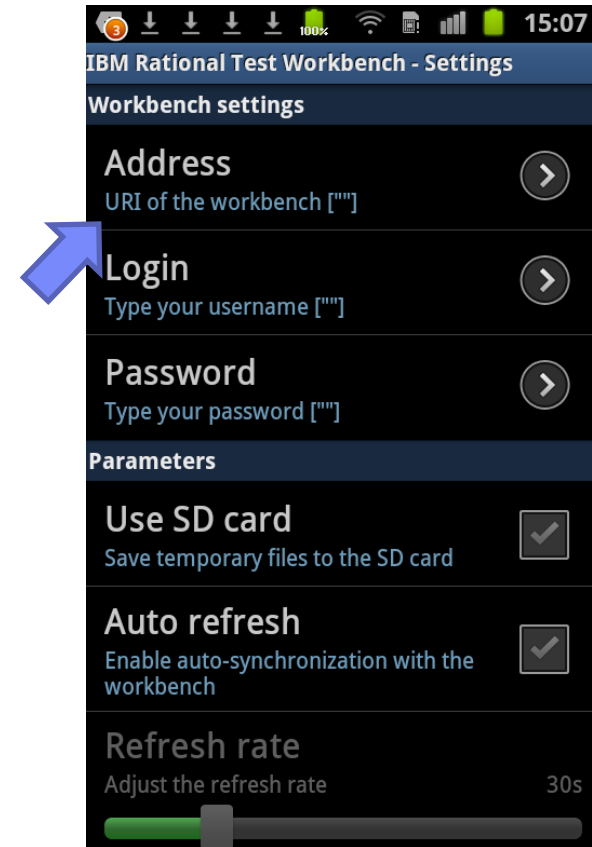 3
100%
15:07
IBM Rational Test Workbench - Settings
Workbench settings
Address
URI of the workbench [""]
Login
Type your username [""]
Password
Type your password [""]
Parameters
Use SD card
Save temporary files to the SD card
Auto refresh
Enable auto-synchronization with the
workbench
Refresh rate
Adjust the refresh rate 30s